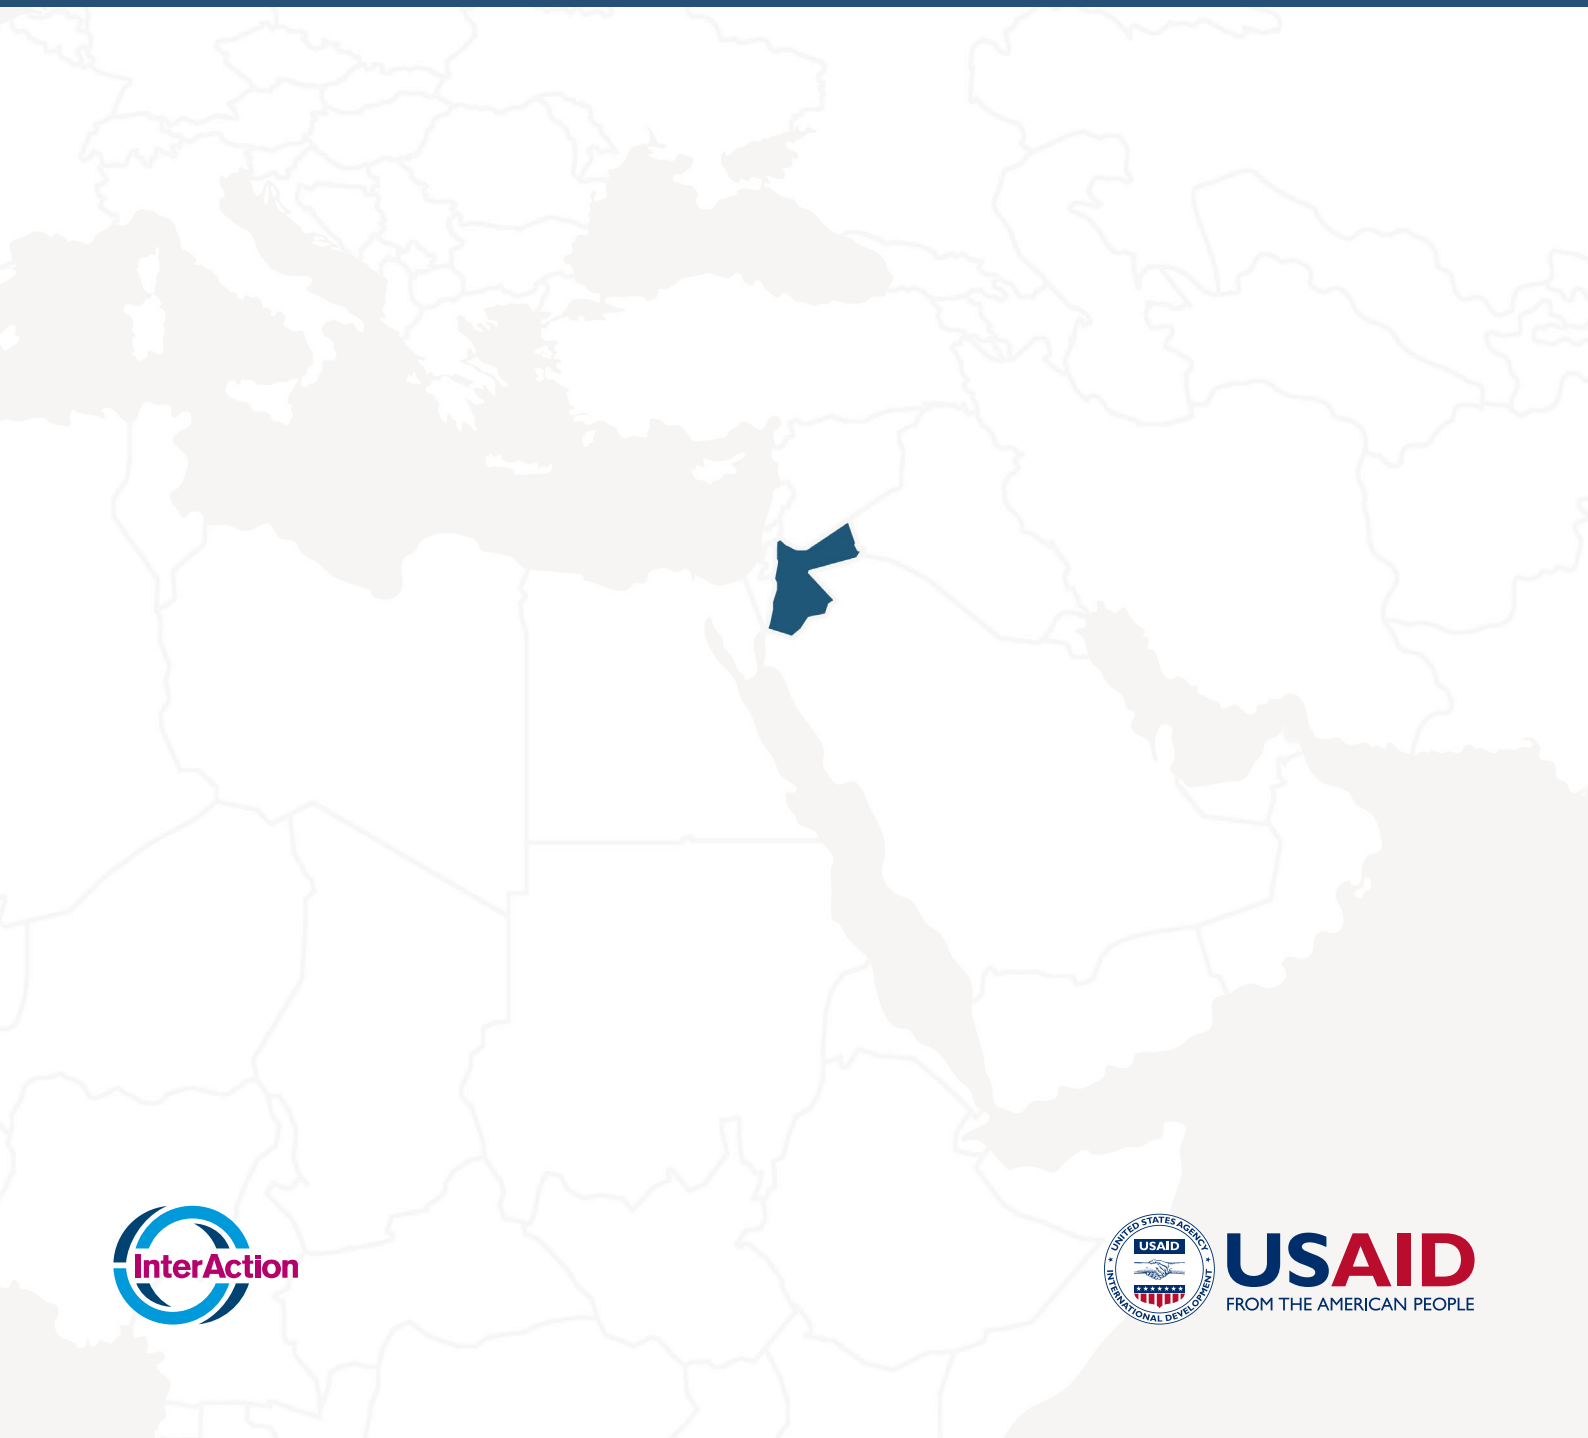 InterAction
UNITED STATES AGENCY
INTERNATIONAL DEVELOPMENT
USAID
USAID
FROM THE AMERICAN PEOPLE